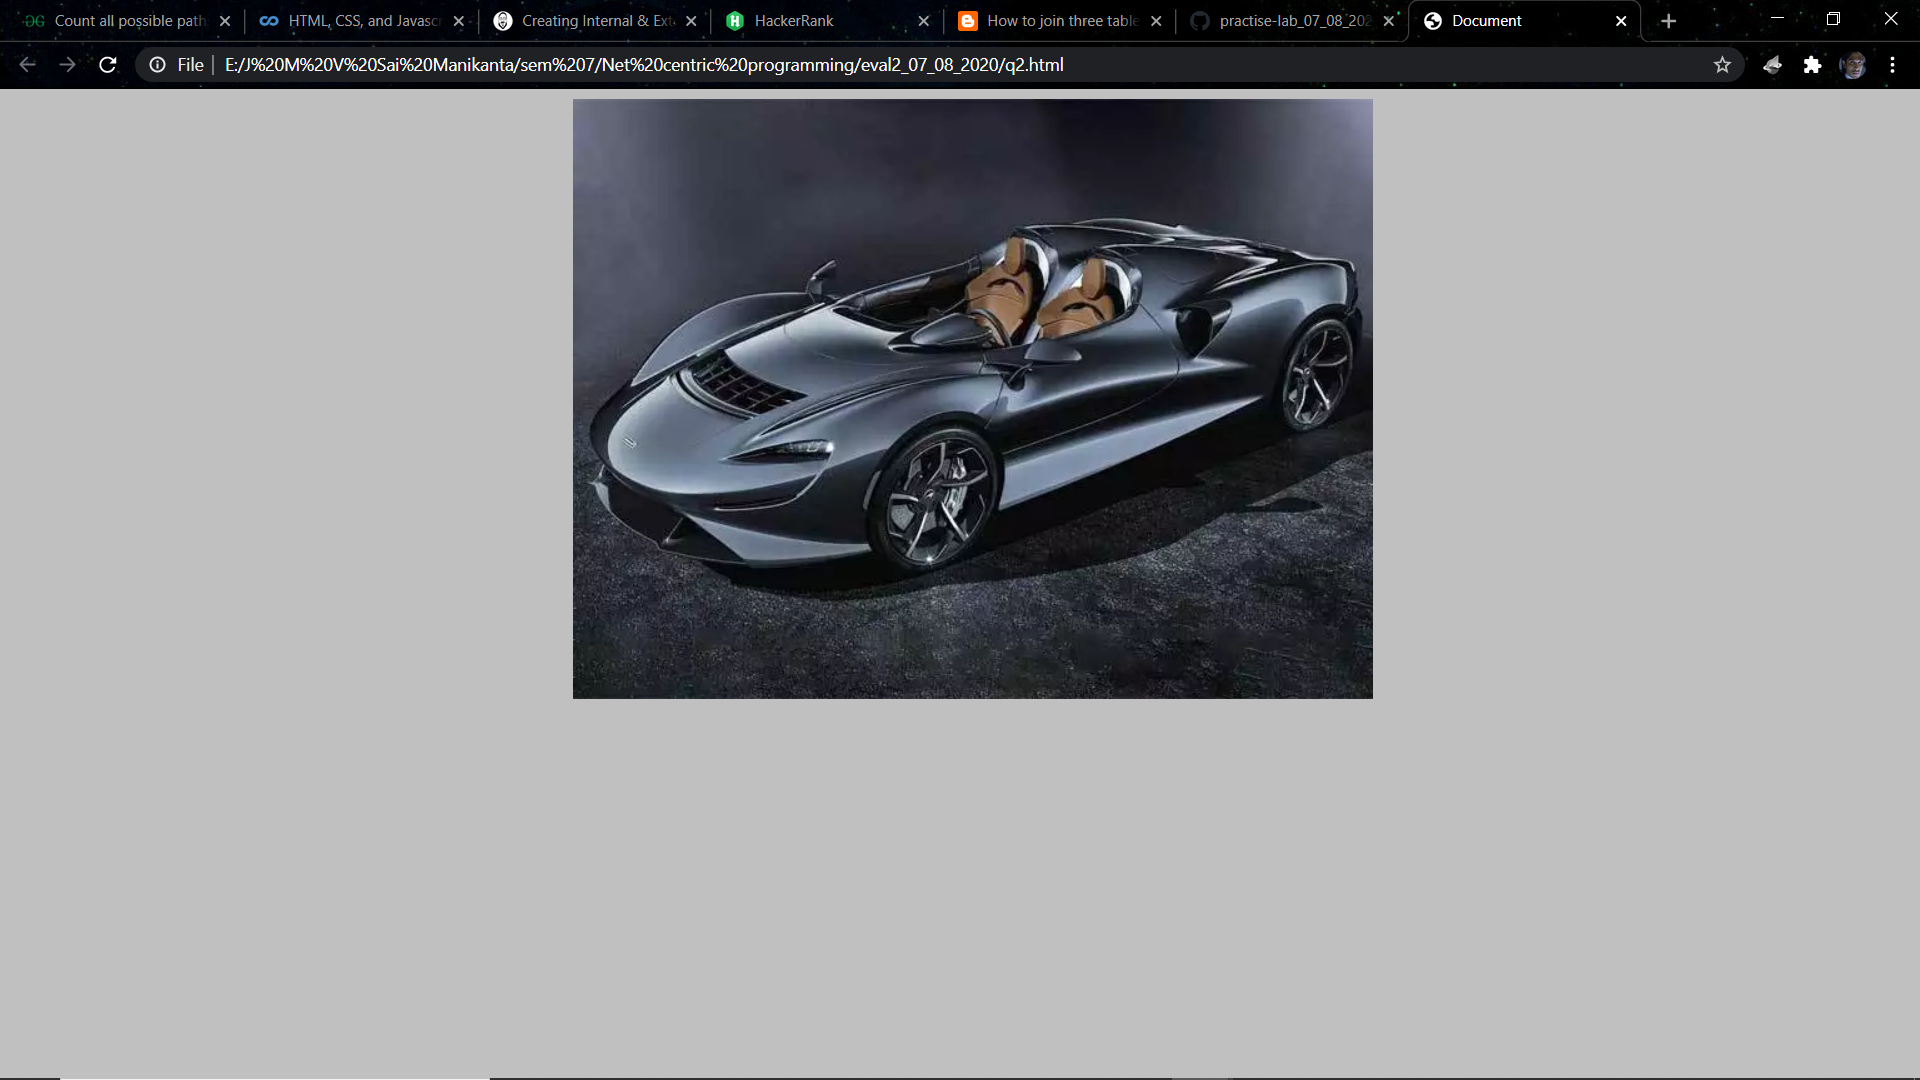 Count all possible path
HTML, CSS, and Javascr
Creating Internal & Exte
HackerRank
How to join three table
practise-lab_07_08_202
Document
File
E:/J%20M%20V%20Sai%20Manikanta/sem%207/Net%20centric%20programming/eval2_07_08_2020/q2.html